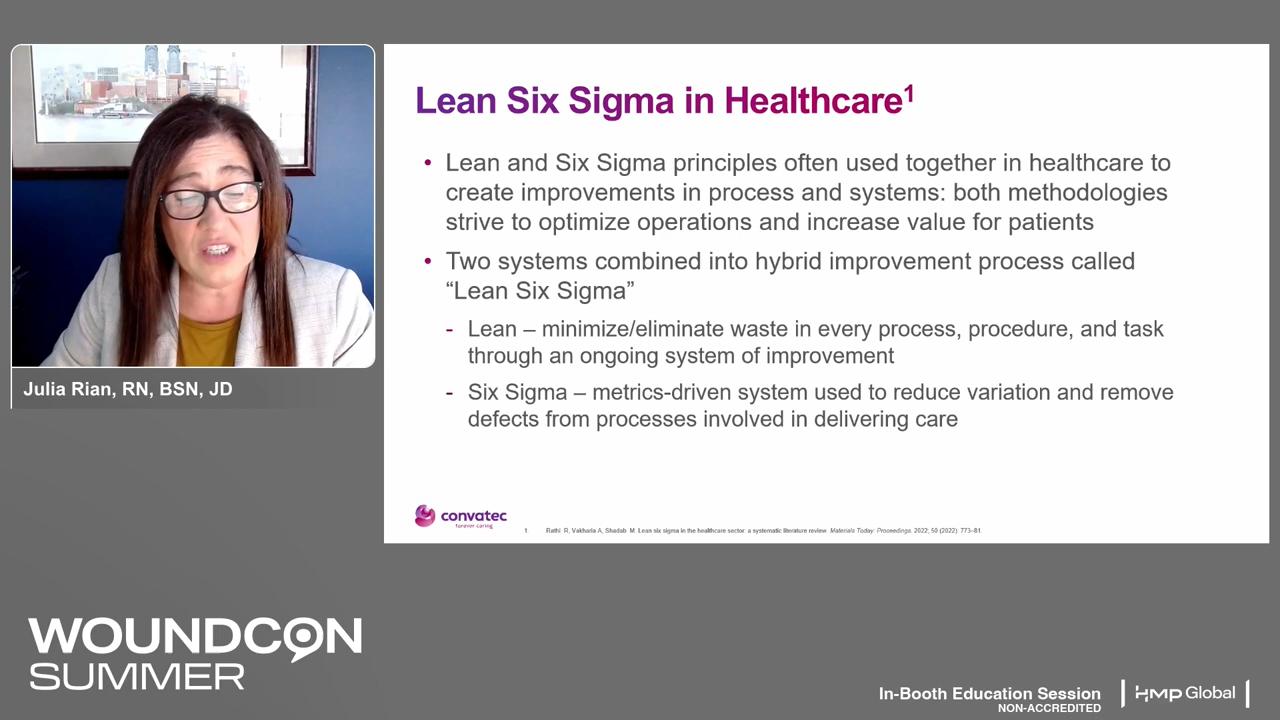 Lean Six Sigma in Healthcare1
• Lean and Six Sigma principles often used together in healthcare to
create improvements in process and systems: both methodologies
strive to optimize operations and increase value for patients
• Two systems combined into hybrid improvement process called
“Lean Six Sigma”
- Lean – minimize/eliminate waste in every process, procedure, and task
through an ongoing system of improvement
- Six Sigma – metrics-driven system used to reduce variation and remove
defects from processes involved in delivering care
Julia Rian, RN, BSN, JD
convatec
forever caring
1. Rathi R, Vakharia A, Shadab M. Lean six sigma in the healthcare sector: a systematic literature review. Materials Today: Proceedings. 2022; 50 (2022): 773–81.
WOUNDCON
SUMMER
In-Booth Education Session
NON-ACCREDITED
HMP Global